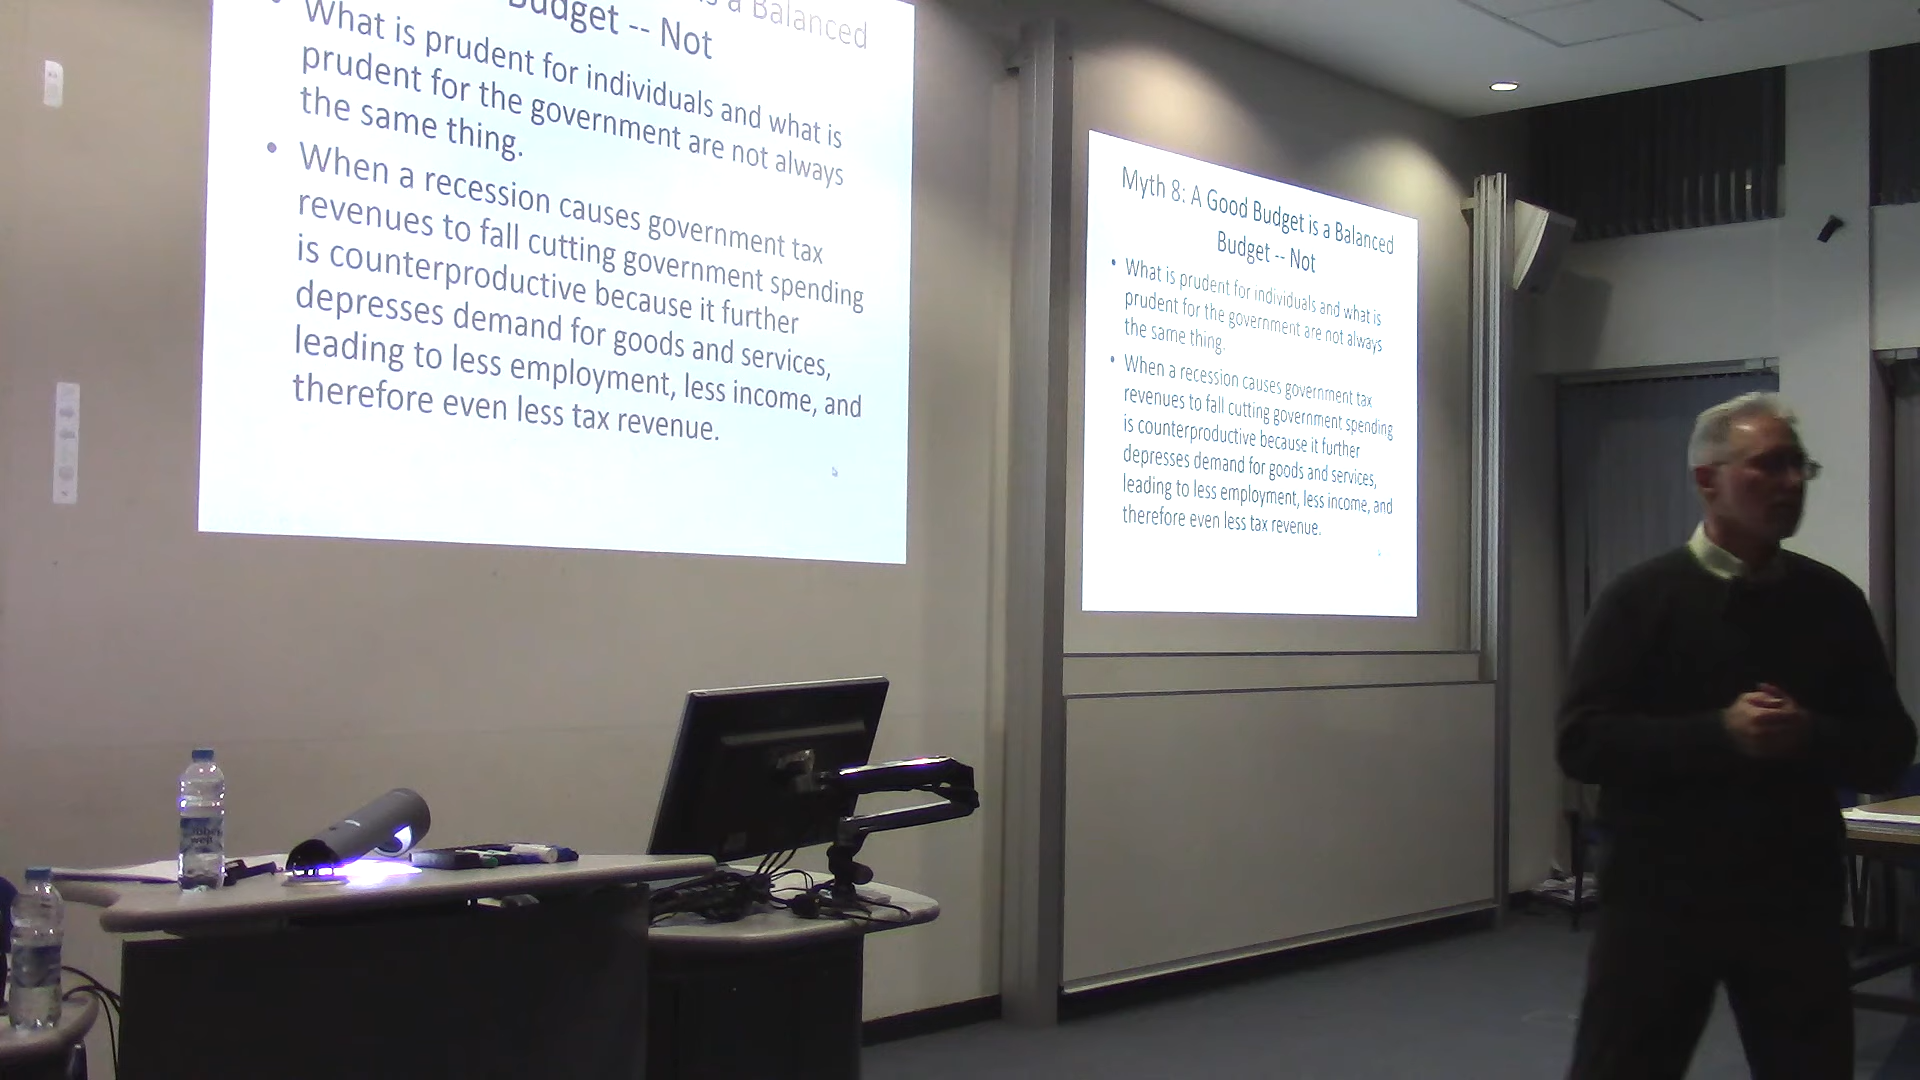 s a Balanced
Budget -- Not
• What is prudent for individuals and what is
prudent for the government are not always
the same thing.
• When a recession causes government tax
revenues to fall cutting government spending
is counterproductive because it further
depresses demand for goods and services,
leading to less employment, less income, and
therefore even less tax revenue.
Myth 8: A Good Budget is a Balanced
Budget -- Not
• What is prudent for individuals and what is
prudent for the government are not always
the same thing.
• When a recession causes government tax
revenues to fall cutting government spending
is counterproductive because it further
depresses demand for goods and services,
leading to less employment, less income, and
therefore even less tax revenue.